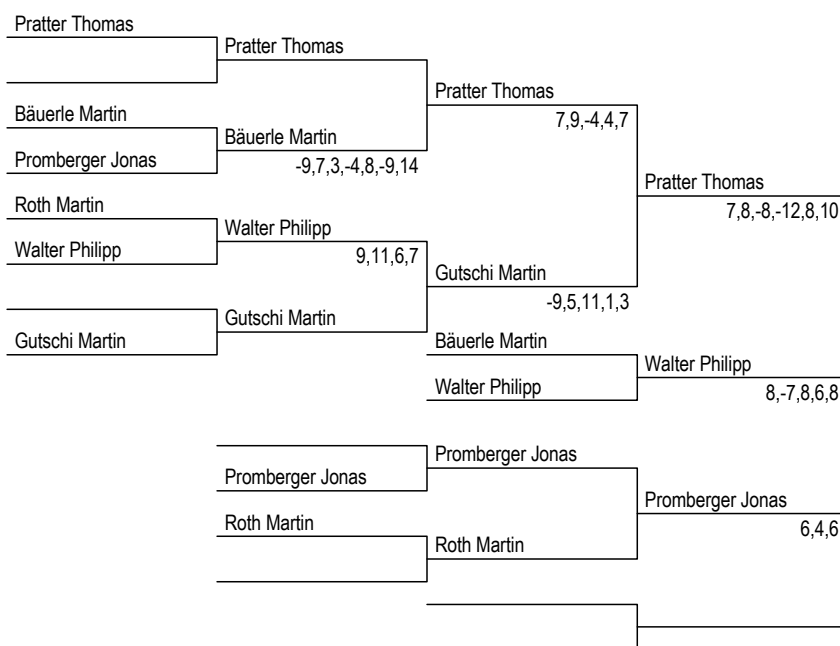 Pratter Thomas
Pratter Thomas
Pratter Thomas
7,9,-4,4,7
Bäuerle Martin
Bäuerle Martin
-9,7,3,-4,8,-9,14
Promberger Jonas
Pratter Thomas
7,8,-8,-12,8,10
Roth Martin
Walter Philipp
9,11,6,7
Walter Philipp
Gutschi Martin
-9,5,11,1,3
Gutschi Martin
Gutschi Martin
Bäuerle Martin
Walter Philipp
8,-7,8,6,8
Walter Philipp
Promberger Jonas
Promberger Jonas
Promberger Jonas
6,4,6
Roth Martin
Roth Martin